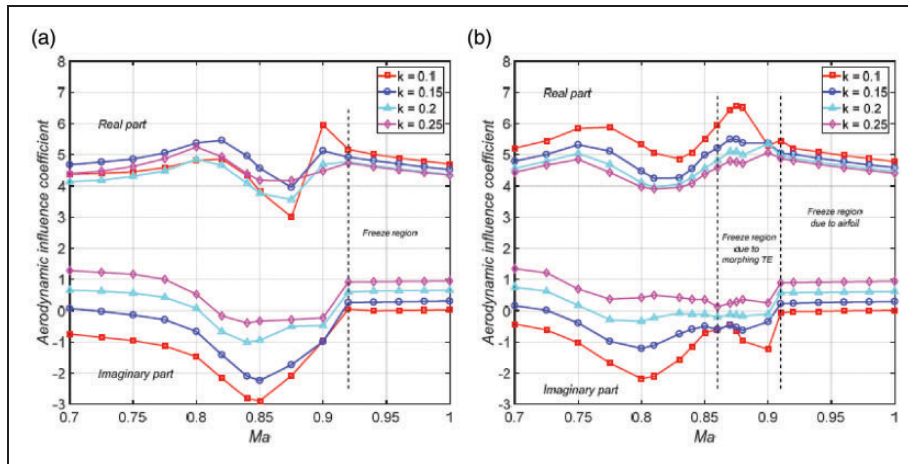 (a)
8
7
6
5
4
3
2
1
0
-1
-2
-3
Aerodynamic influence coefficient
Real part
k = 0.1
k = 0.15
k = 0.2
k = 0.25
Freeze region
Imaginary part
0.7
0.75
0.8
0.85
0.9
0.95
1
Ma
(b)
8
7
6
5
4
3
2
1
0
-1
-2
-3
Aerodynamic influence coefficient
Real part
k = 0.1
k = 0.15
k = 0.2
k = 0.25
Freeze region
due to
morphing TE
Freeze region
due to airfoil
Imaginary part
0.7
0.75
0.8
0.85
0.9
0.95
1
Ma